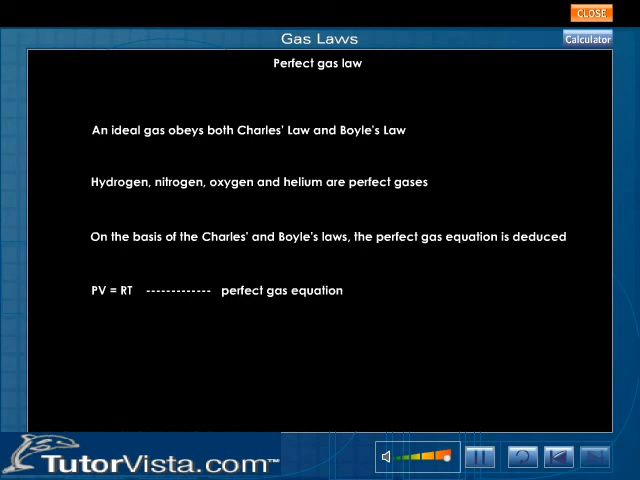 CLOSE
Gas Laws
Calculator
Perfect gas law
An ideal gas obeys both Charles' Law and Boyle's Law
Hydrogen, nitrogen, oxygen and helium are perfect gases
On the basis of the Charles' and Boyle's laws, the perfect gas equation is deduced
PV = RT ------------- perfect gas equation
TutorVista.com™